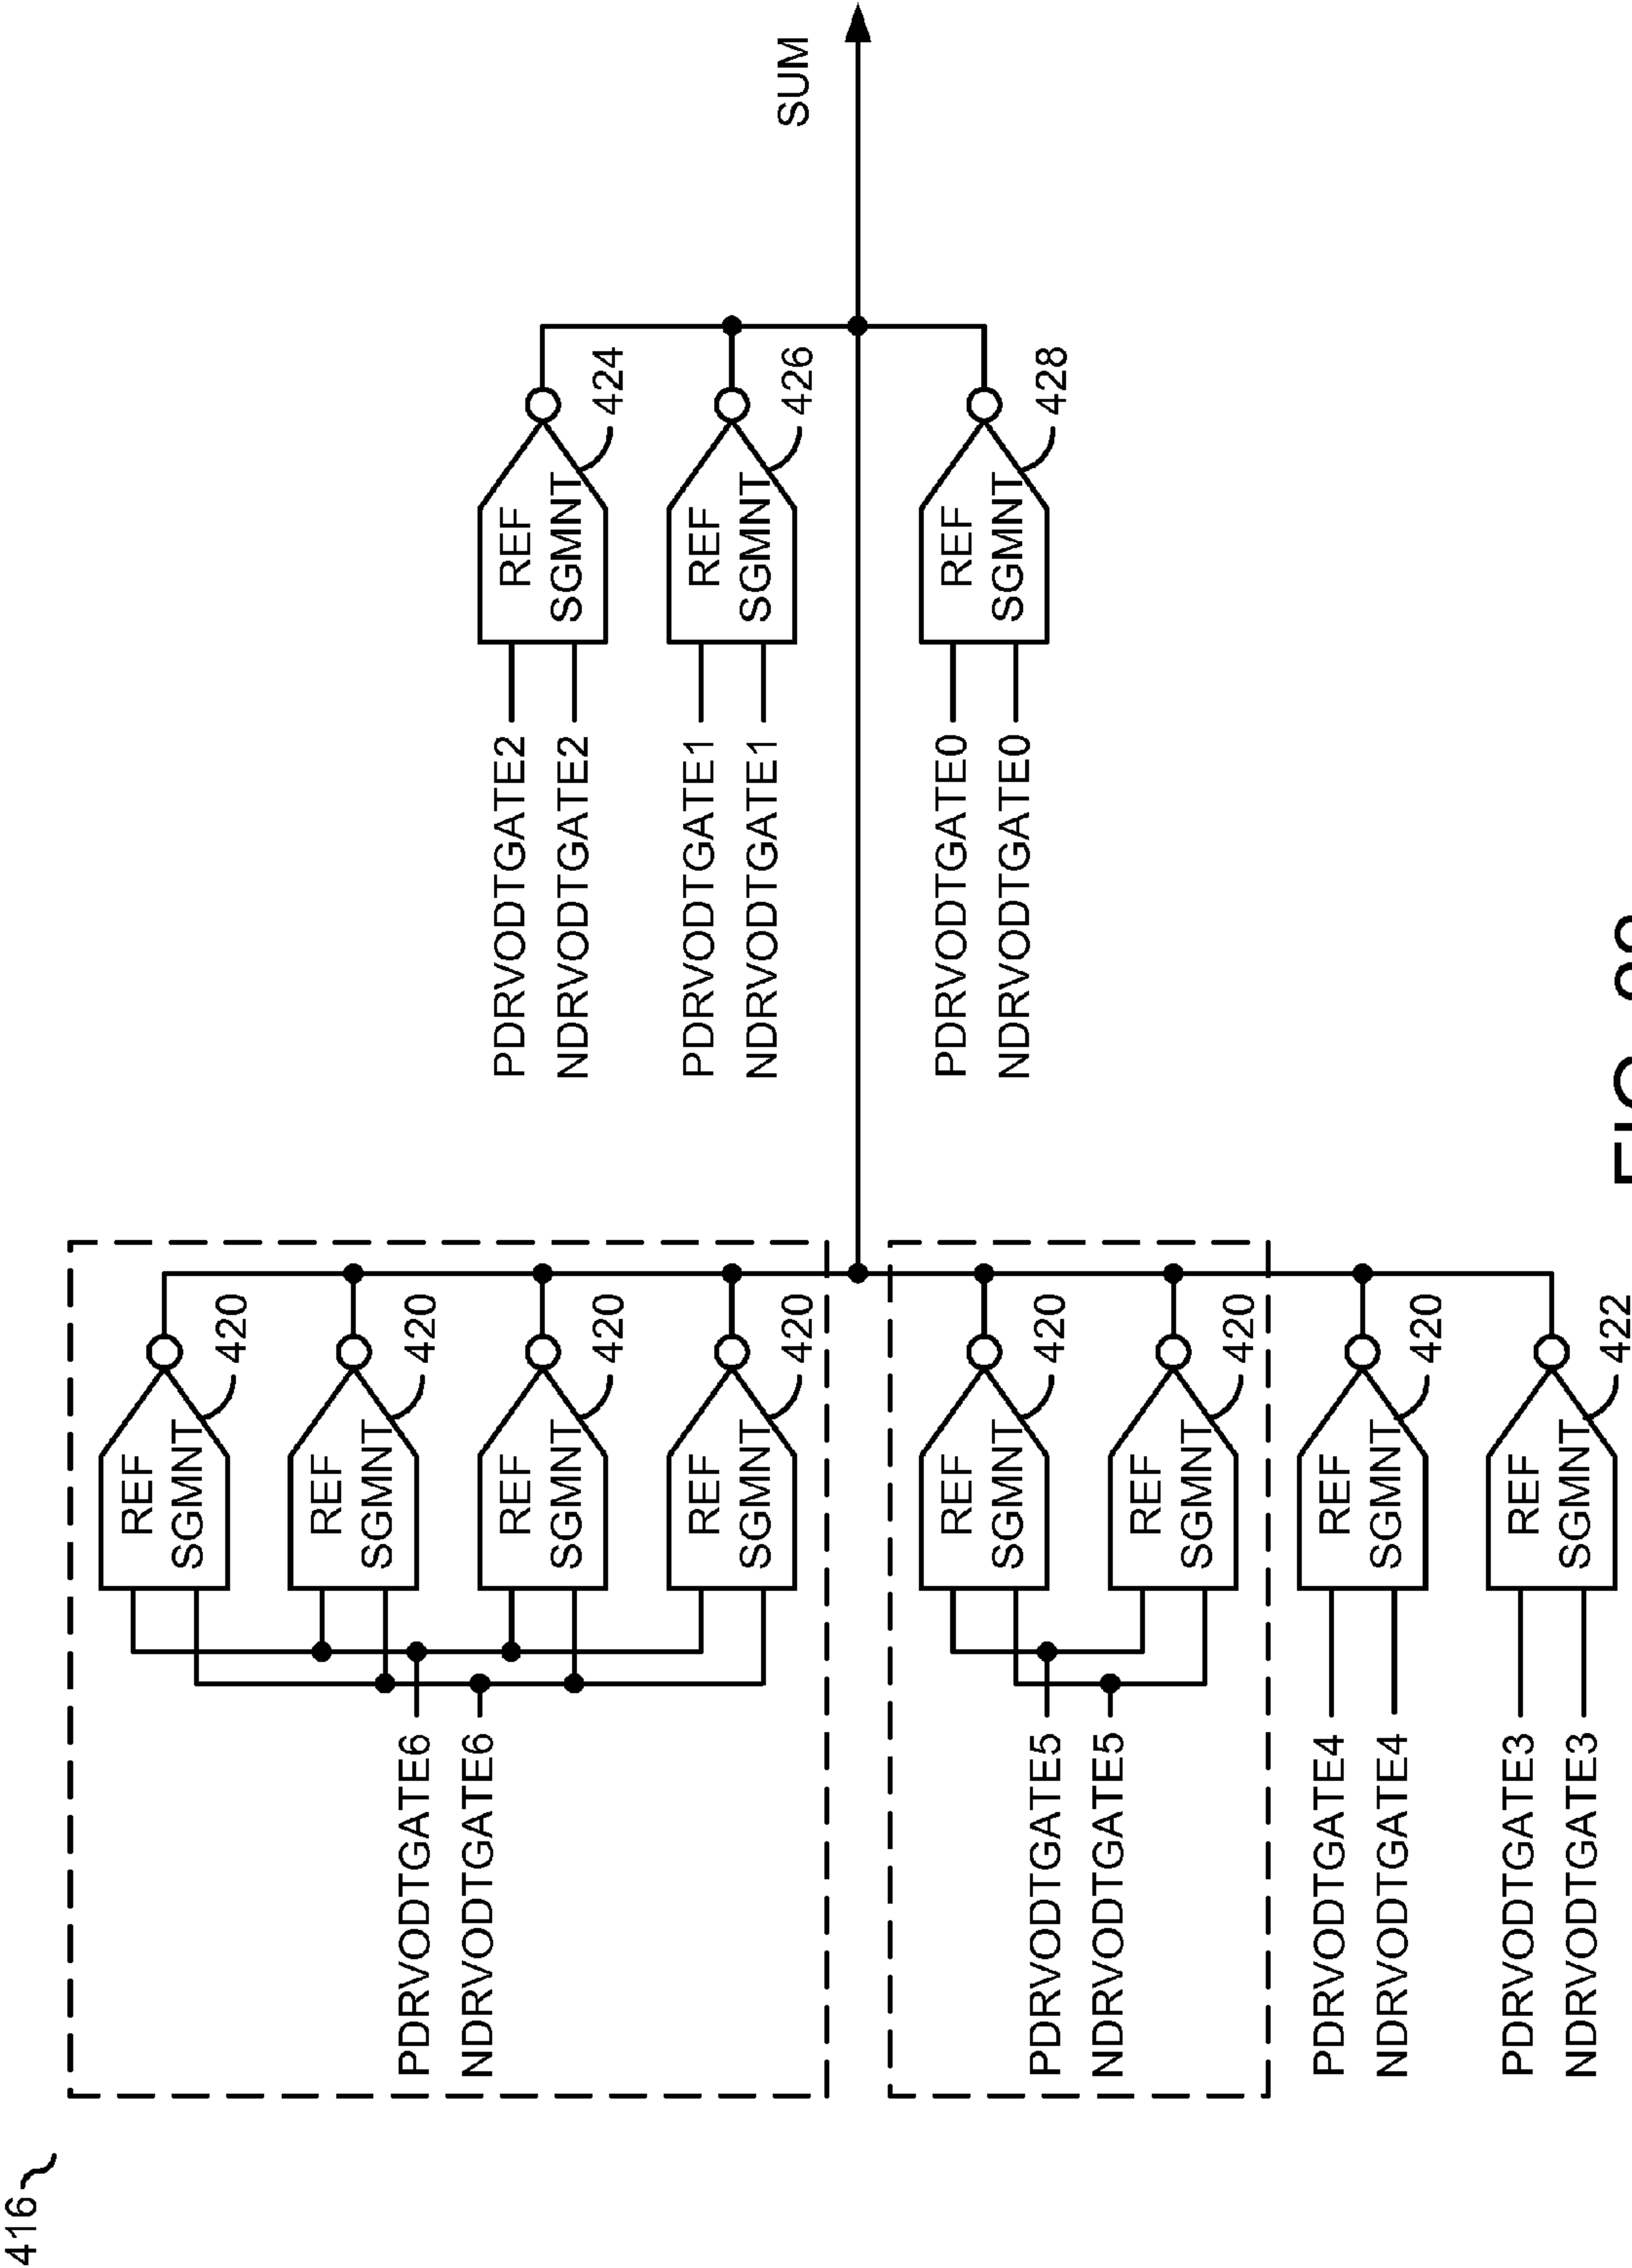 416
PDRVODTGATE6
NDRVODTGATE6
REF
SGMNT
420
REF
SGMNT
420
REF
SGMNT
420
REF
SGMNT
420
PDRVODTGATE5
NDRVODTGATE5
REF
SGMNT
420
REF
SGMNT
420
PDRVODTGATE4
NDRVODTGATE4
REF
SGMNT
420
PDRVODTGATE3
NDRVODTGATE3
REF
SGMNT
422
PDRVODTGATE2
NDRVODTGATE2
REF
SGMNT
424
PDRVODTGATE1
NDRVODTGATE1
REF
SGMNT
426
PDRVODTGATE0
NDRVODTGATE0
REF
SGMNT
428
SUM